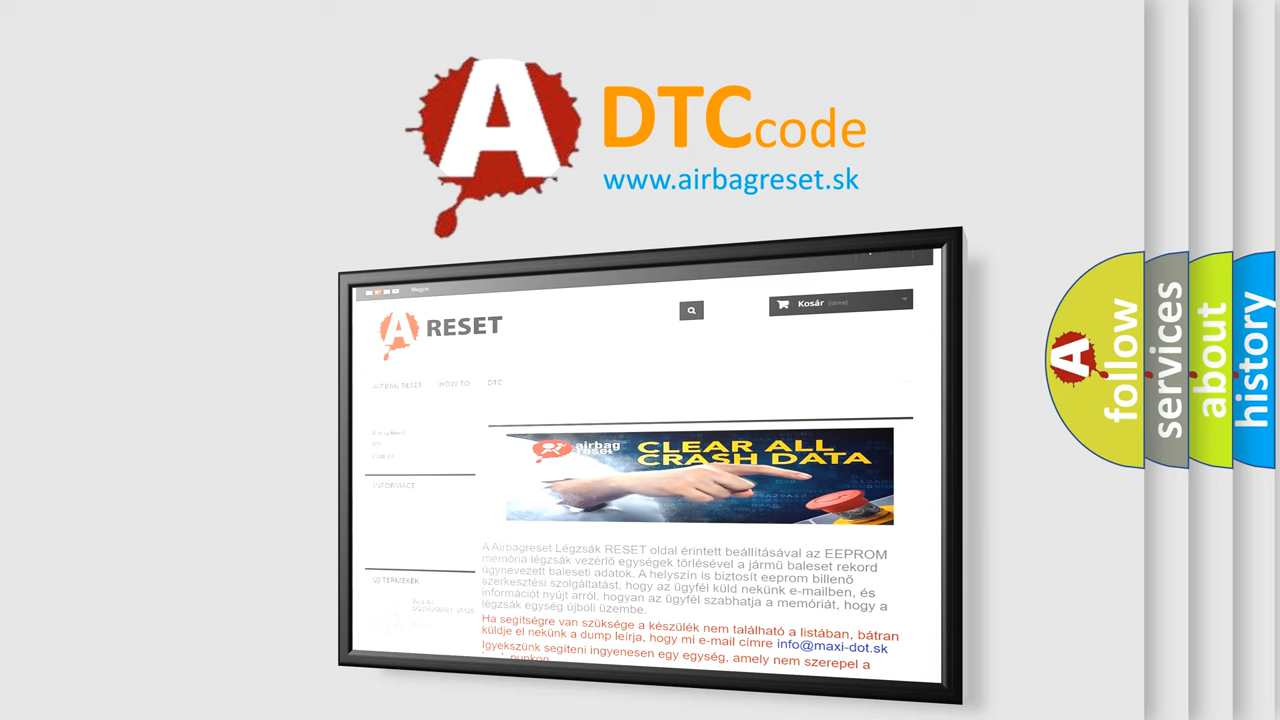 A DTCcode
www.airbagreset.sk
Magyar
A RESET
Kosár (üres)
AIRBAG RESET HOW TO DTC
INFORMACE
ÚJ TERMÉKEK
airbag reset
CLEAR ALL
CRASH DATA
A Airbagreset Légzsák RESET oldal érintett beállításával az EEPROM
memória légzsák vezérlő egységek törlésével a jármű baleset rekord
úgynevezett baleseti adatok. A helyszín is biztosít eeprom billenő
szerkesztési szolgáltatást, hogy az ügyfél küld nekünk e-mailben, és
információt nyújt arról, hogyan az ügyfél szabhatja a memóriát, hogy a
légzsák egység újbóli üzembe.
Ha segítségre van szüksége a készülék nem található a listában, bátran
küldje el nekünk a dump leírja, hogy mi e-mail címre info@maxi-dot.sk
Igyekszünk segíteni ingyenesen egy egység, amely nem szerepel a
A follow
services
about
history